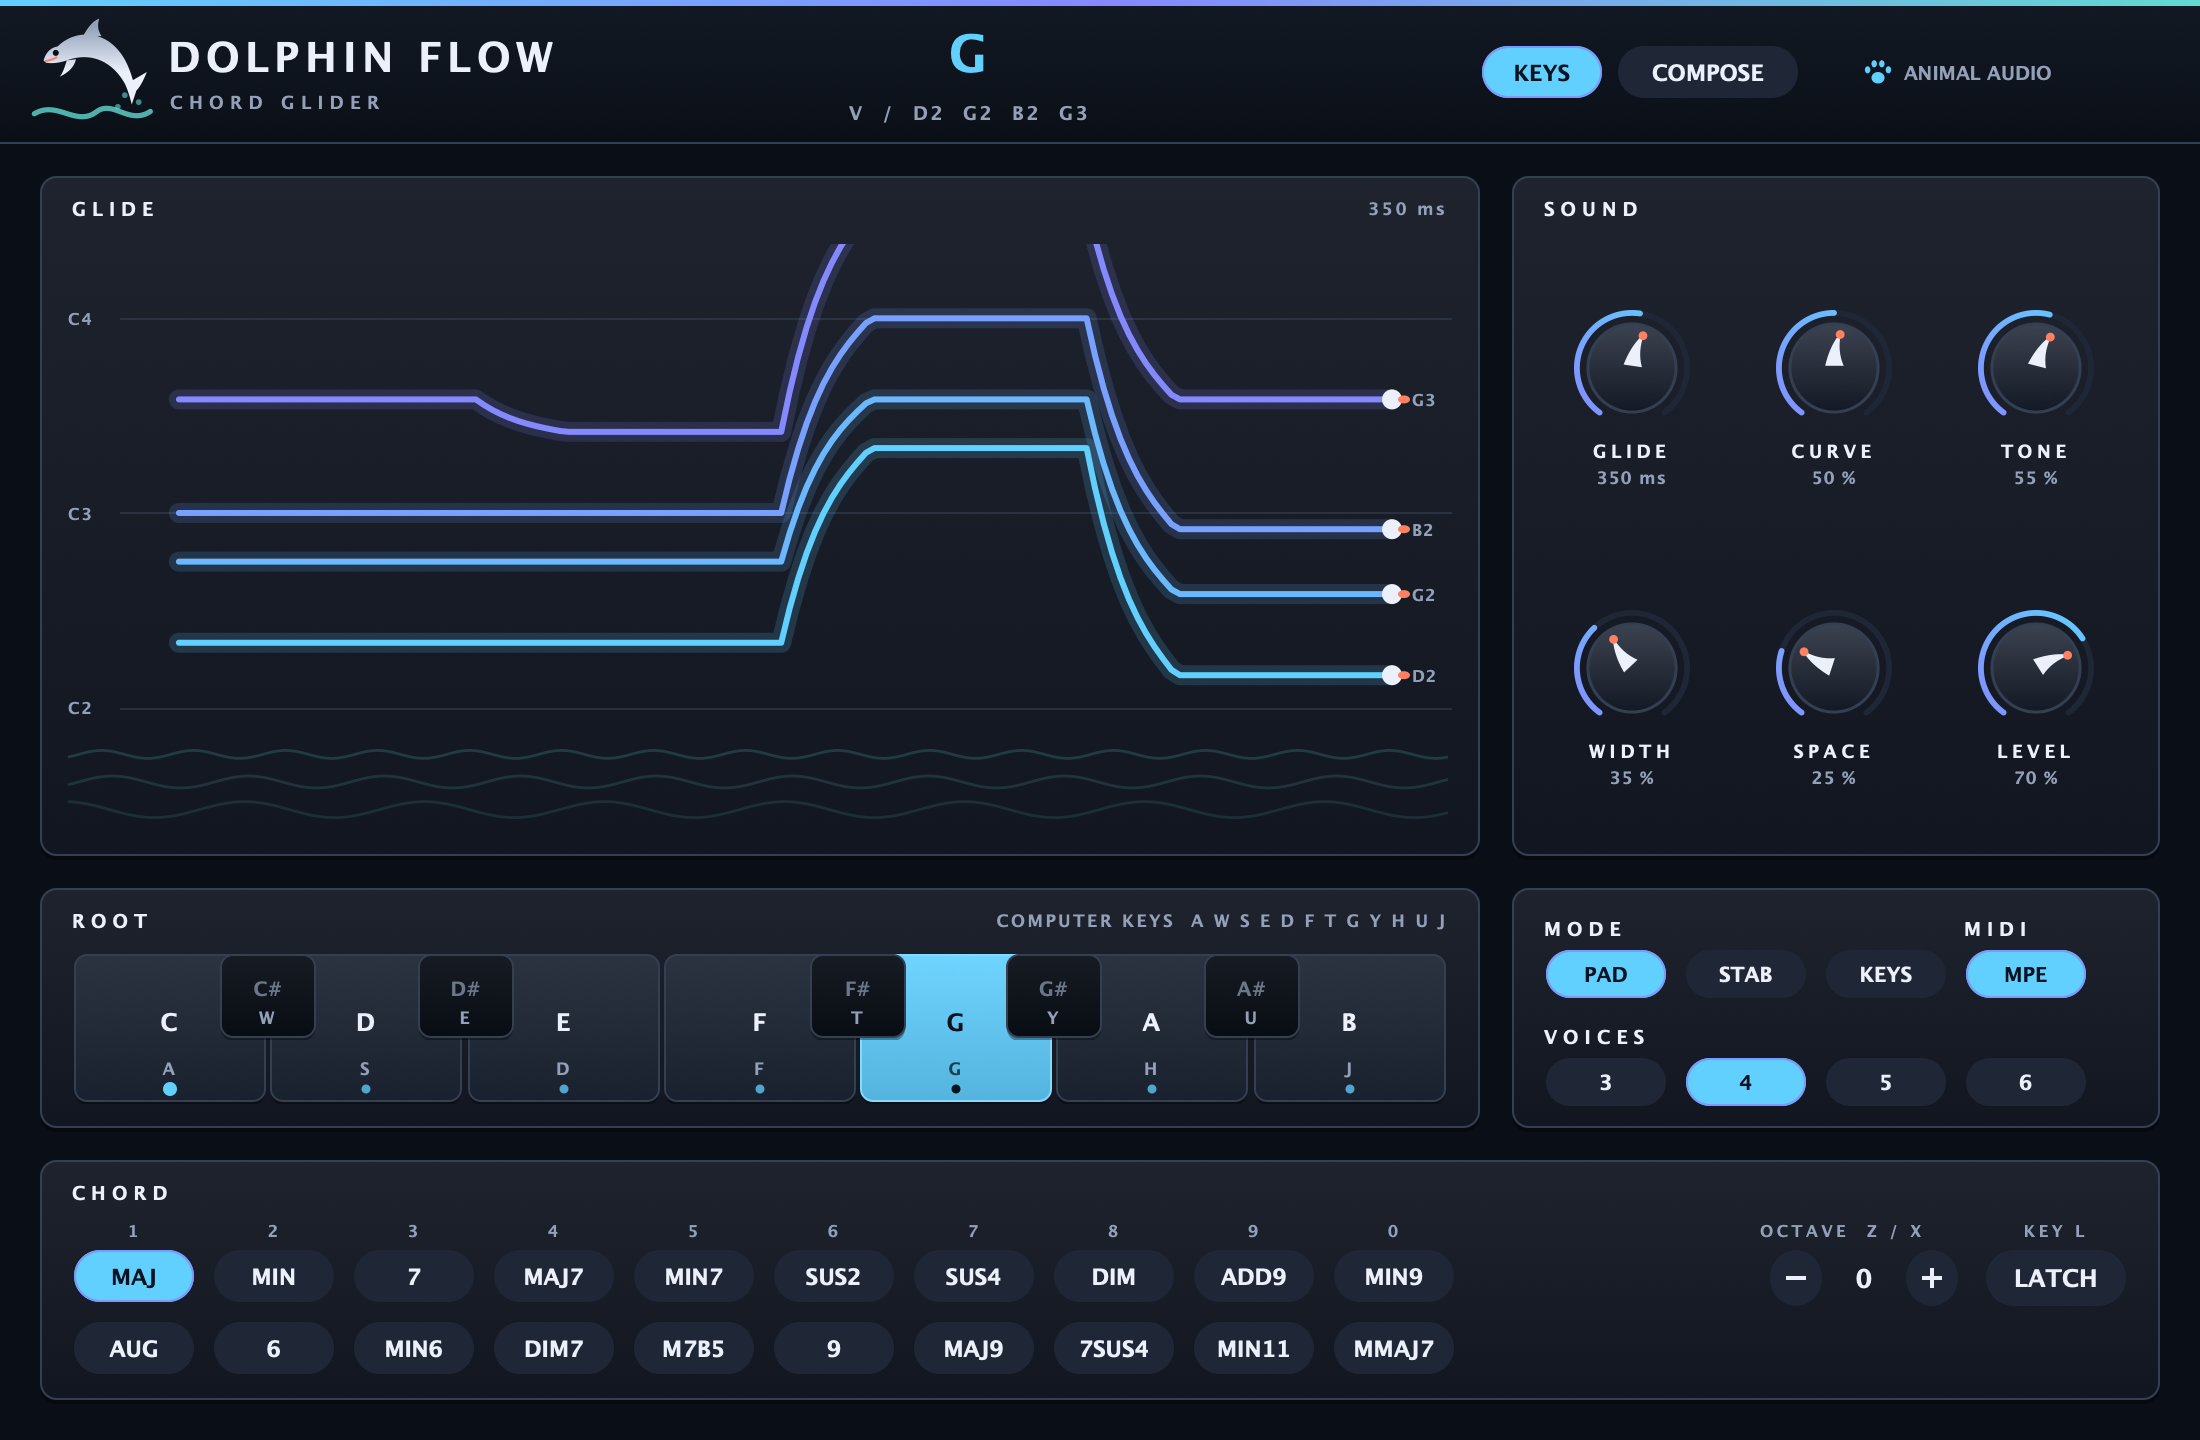 DOLPHIN FLOW
CHORD GLIDER
G
V / D2 G2 B2 G3
KEYS
COMPOSE
ANIMAL AUDIO
GLIDE
350 ms
C4
C3
C2
G3
B2
G2
D2
SOUND
GLIDE
350 ms
CURVE
50 %
TONE
55 %
WIDTH
35 %
SPACE
25 %
LEVEL
70 %
ROOT
COMPUTER KEYS A W S E D F T G Y H U J
C# D# F# G# A#
W E T Y U
C D E F G A B
A S D F G H J
MODE
MIDI
PAD
STAB
KEYS
MPE
VOICES
3 4 5 6
CHORD
1 2 3 4 5 6 7 8 9 0
MAJ MIN 7 MAJ7 MIN7 SUS2 SUS4 DIM ADD9 MIN9
AUG 6 MIN6 DIM7 M7B5 9 MAJ9 7SUS4 MIN11 MMAJ7
OCTAVE Z / X
− 0 +
KEY L
LATCH